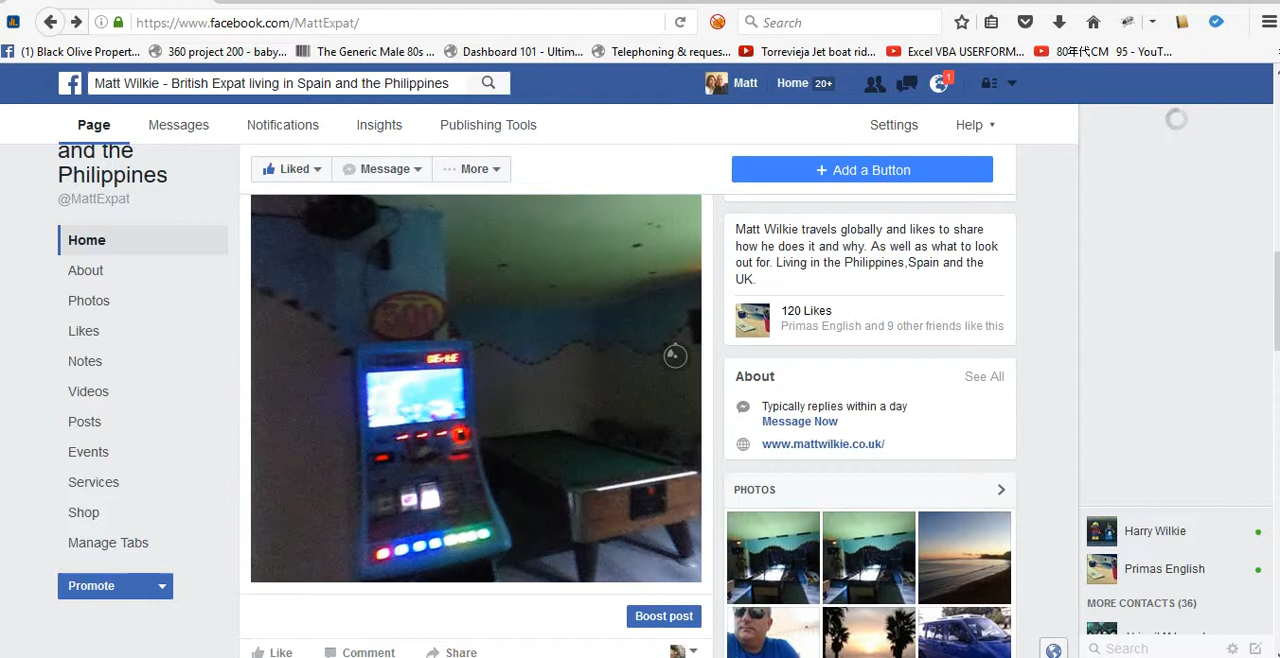 https://www.facebook.com/MattExpat/
Search
(1) Black Olive Propert...
360 project 200 - baby...
The Generic Male 80s ...
Dashboard 101 - Ultim...
Telephoning & reques...
Torrevieja Jet boat rid...
Excel VBA USERFORM...
80年代CM 95 - YouT...
Matt Wilkie - British Expat living in Spain and the Philippines
Matt
Home 20+
1
Page
Messages
Notifications
Insights
Publishing Tools
Settings
Help
and the
Philippines
@MattExpat
Liked
Message
More
+ Add a Button
Home
About
Photos
Likes
Notes
Videos
Posts
Events
Services
Shop
Manage Tabs
Promote
Matt Wilkie travels globally and likes to share
how he does it and why. As well as what to look
out for. Living in the Philippines,Spain and the
UK.
120 Likes
Primas English and 9 other friends like this
About
See All
Typically replies within a day
Message Now
www.mattwilkie.co.uk/
PHOTOS
Boost post
Like
Comment
Share
Harry Wilkie
Primas English
MORE CONTACTS (36)
Search